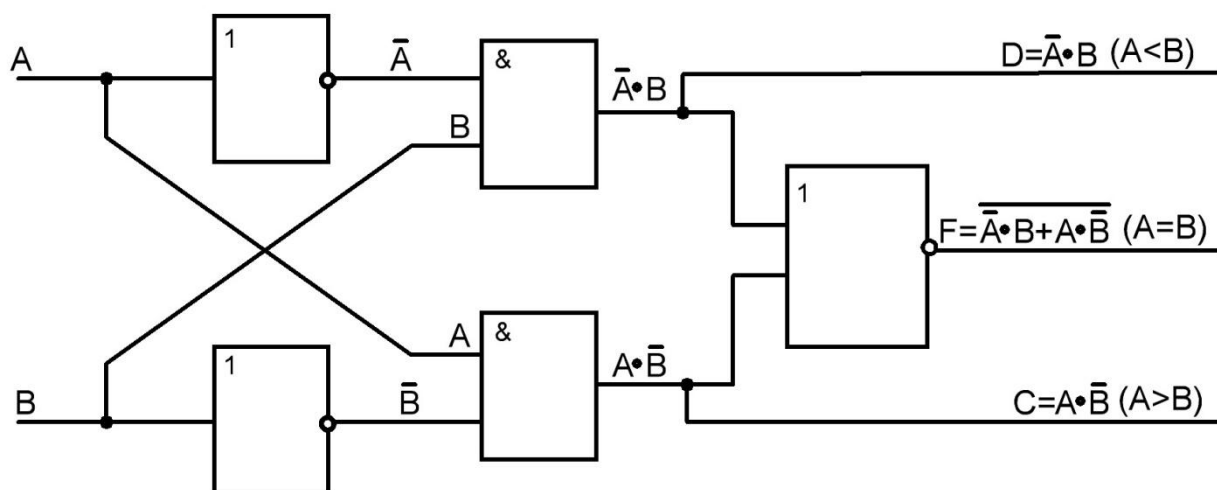 A
1
A̅
&
A̅•B
D=A̅•B (A<B)
B
1
F=A̅•B+A•B̅ (A=B)
A
&
A•B̅
B
1
B̅
C=A•B̅ (A>B)